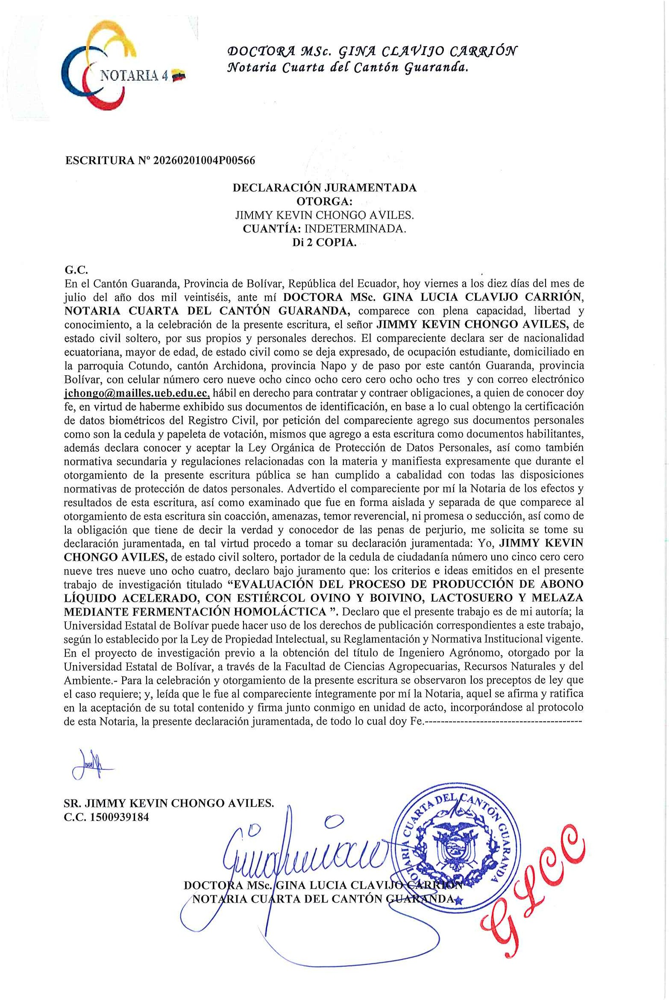 NOTARIA 4
DOCTORA MSc. GINA CLAVIJO CARRIÓN
Notaria Cuarta del Cantón Guaranda.
ESCRITURA Nº 20260201004P00566
DECLARACIÓN JURAMENTADA
OTORGA:
JIMMY KEVIN CHONGO AVILES.
CUANTÍA: INDETERMINADA.
Di 2 COPIA.
G.C.
En el Cantón Guaranda, Provincia de Bolívar, República del Ecuador, hoy viernes a los diez días del mes de
julio del año dos mil veintiséis, ante mí DOCTORA MSc. GINA LUCIA CLAVIJO CARRIÓN,
NOTARIA CUARTA DEL CANTÓN GUARANDA, comparece con plena capacidad, libertad y
conocimiento, a la celebración de la presente escritura, el señor JIMMY KEVIN CHONGO AVILES, de
estado civil soltero, por sus propios y personales derechos. El compareciente declara ser de nacionalidad
ecuatoriana, mayor de edad, de estado civil como se deja expresado, de ocupación estudiante, domiciliado en
la parroquia Cotundo, cantón Archidona, provincia Napo y de paso por este cantón Guaranda, provincia
Bolívar, con celular número cero nueve ocho cinco ocho cero cero ocho ocho tres y con correo electrónico
jchongo@mailles.ueb.edu.ec, hábil en derecho para contratar y contraer obligaciones, a quien de conocer doy
fe, en virtud de haberme exhibido sus documentos de identificación, en base a lo cual obtengo la certificación
de datos biométricos del Registro Civil, por petición del compareciente agrego sus documentos personales
como son la cedula y papeleta de votación, mismos que agrego a esta escritura como documentos habilitantes,
además declara conocer y aceptar la Ley Orgánica de Protección de Datos Personales, así como también
normativa secundaria y regulaciones relacionadas con la materia y manifiesta expresamente que durante el
otorgamiento de la presente escritura pública se han cumplido a cabalidad con todas las disposiciones
normativas de protección de datos personales. Advertido el compareciente por mí la Notaria de los efectos y
resultados de esta escritura, así como examinado que fue en forma aislada y separada de que comparece al
otorgamiento de esta escritura sin coacción, amenazas, temor reverencial, ni promesa o seducción, así como de
la obligación que tiene de decir la verdad y conocedor de las penas de perjurio, me solicita se tome su
declaración juramentada, en tal virtud procedo a tomar su declaración juramentada: Yo, JIMMY KEVIN
CHONGO AVILES, de estado civil soltero, portador de la cedula de ciudadanía número uno cinco cero cero
nueve tres nueve uno ocho cuatro, declaro bajo juramento que: los criterios e ideas emitidos en el presente
trabajo de investigación titulado “EVALUACIÓN DEL PROCESO DE PRODUCCIÓN DE ABONO
LÍQUIDO ACELERADO, CON ESTIÉRCOL OVINO Y BOIVINO, LACTOSUERO Y MELAZA
MEDIANTE FERMENTACIÓN HOMOLÁCTICA ”. Declaro que el presente trabajo es de mi autoría; la
Universidad Estatal de Bolívar puede hacer uso de los derechos de publicación correspondientes a este trabajo,
según lo establecido por la Ley de Propiedad Intelectual, su Reglamentación y Normativa Institucional vigente.
En el proyecto de investigación previo a la obtención del título de Ingeniero Agrónomo, otorgado por la
Universidad Estatal de Bolívar, a través de la Facultad de Ciencias Agropecuarias, Recursos Naturales y del
Ambiente.- Para la celebración y otorgamiento de la presente escritura se observaron los preceptos de ley que
el caso requiere; y, leída que le fue al compareciente íntegramente por mí la Notaria, aquel se afirma y ratifica
en la aceptación de su total contenido y firma junto conmigo en unidad de acto, incorporándose al protocolo
de esta Notaria, la presente declaración juramentada, de todo lo cual doy Fe.----------------------------------------
SR. JIMMY KEVIN CHONGO AVILES.
C.C. 1500939184
NOTARIA CUARTA DEL CANTÓN GUARANDA
DOCTORA MSc. GINA LUCIA CLAVIJO CARRION
NOTARIA CUARTA DEL CANTÓN GUARANDA
GLCC